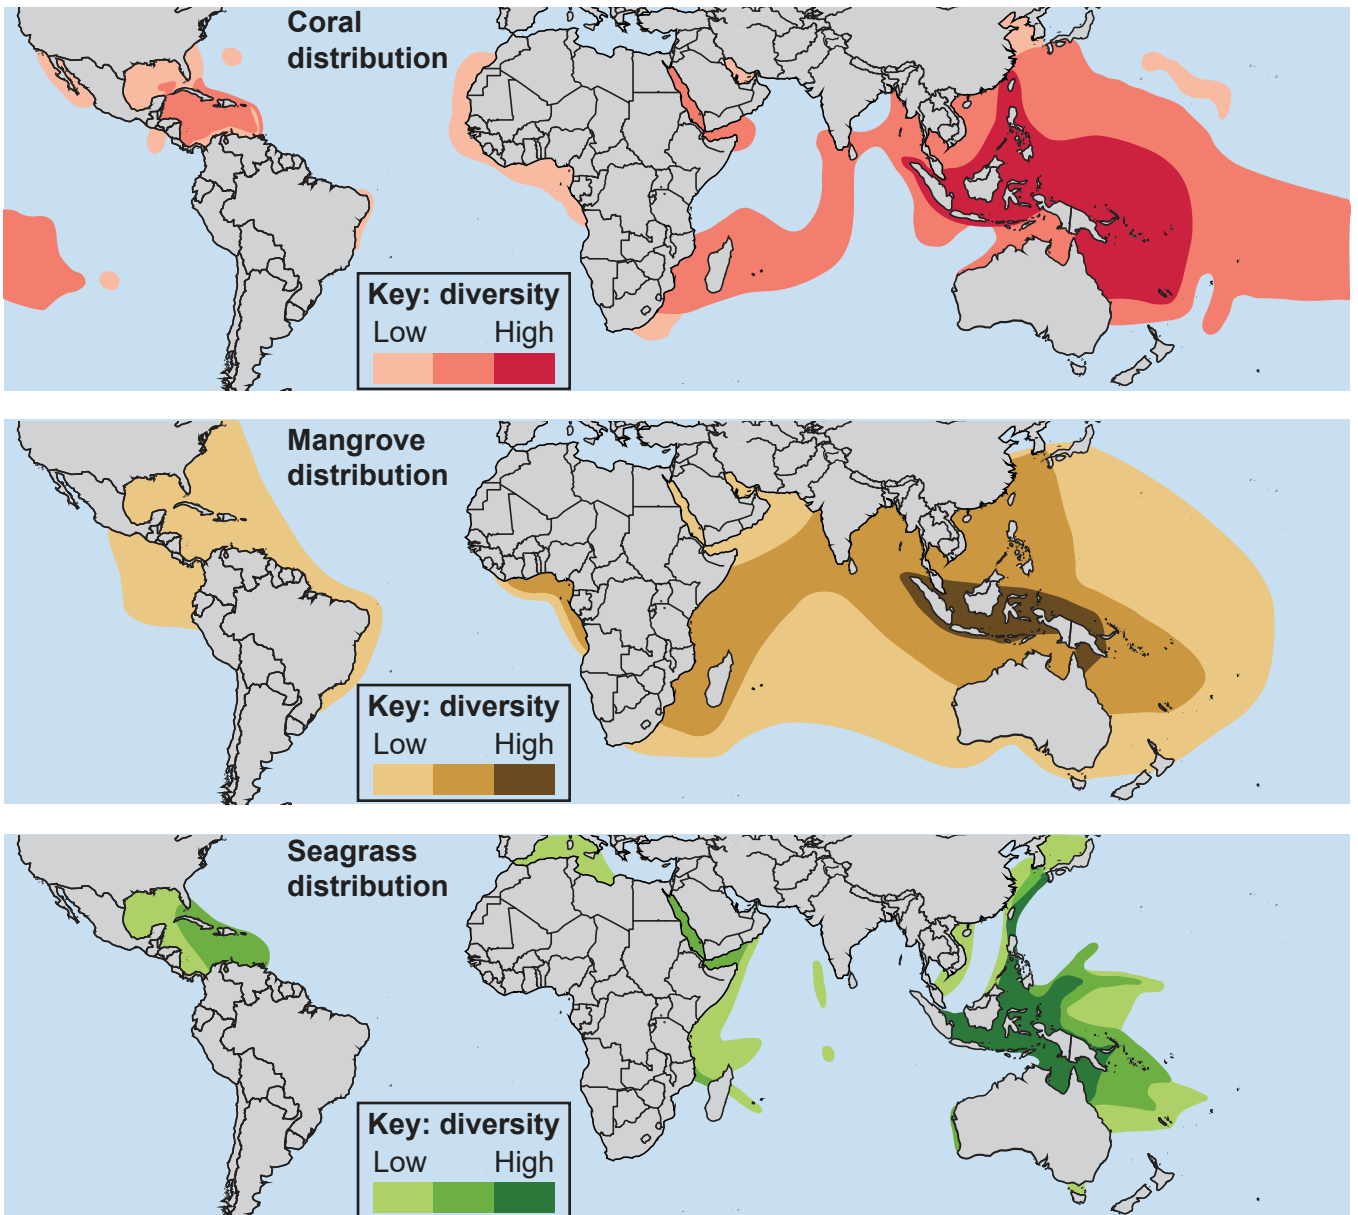 Coral
distribution
Key: diversity
Low High
Mangrove
distribution
Key: diversity
Low High
Seagrass
distribution
Key: diversity
Low High